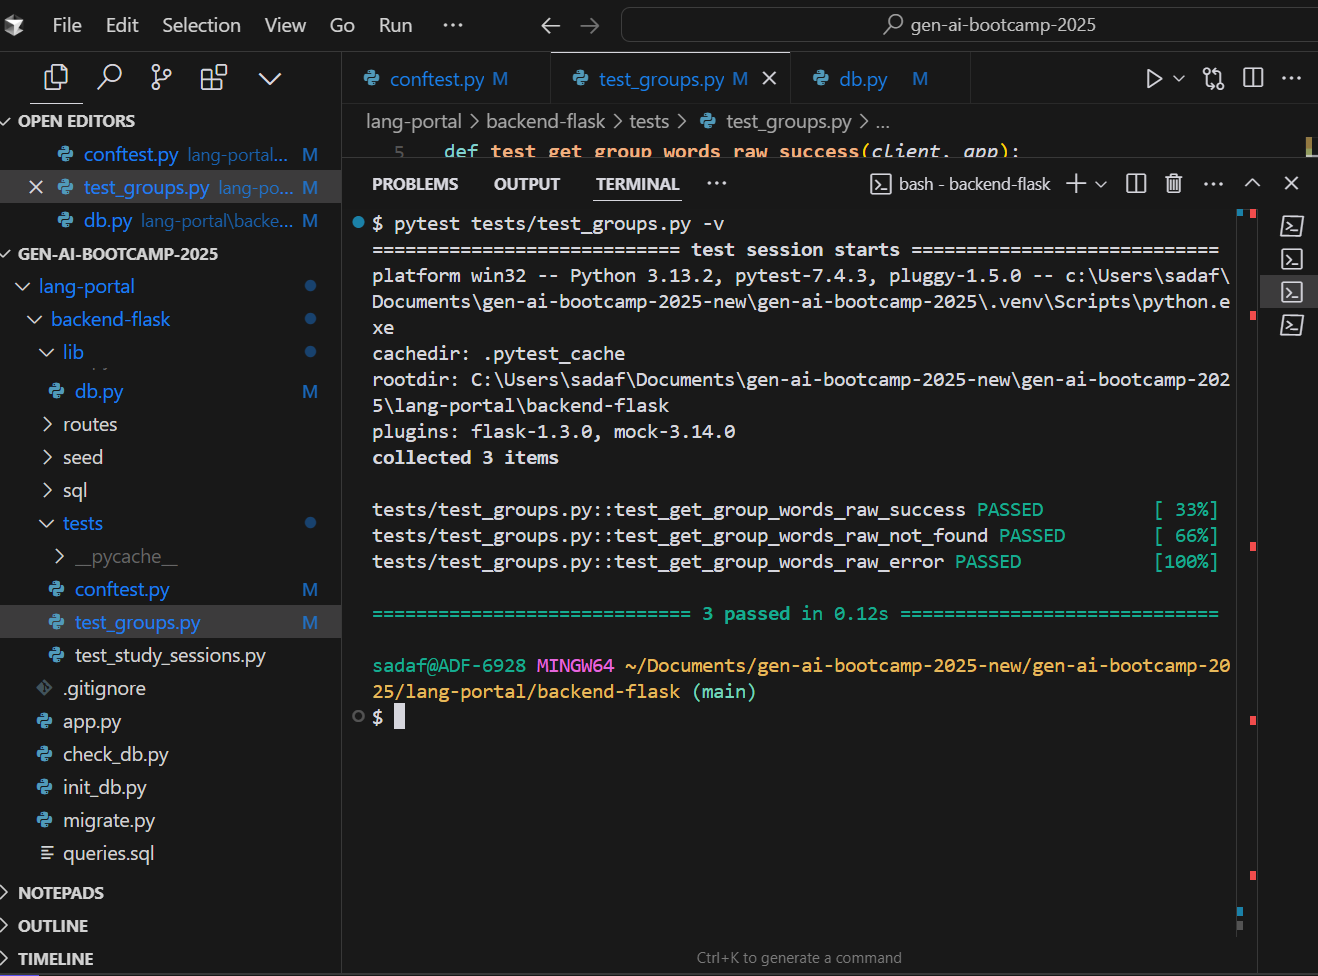 File Edit Selection View Go Run ···
gen-ai-bootcamp-2025
OPEN EDITORS
conftest.py lang-portal... M
test_groups.py lang-po... M
db.py lang-portal\backe... M
GEN-AI-BOOTCAMP-2025
lang-portal
backend-flask
lib
db.py M
routes
seed
sql
tests
__pycache__
conftest.py M
test_groups.py M
test_study_sessions.py
.gitignore
app.py
check_db.py
init_db.py
migrate.py
queries.sql
NOTEPADS
OUTLINE
TIMELINE
conftest.py M test_groups.py M db.py M
lang-portal > backend-flask > tests > test_groups.py > ...
5 def test_get_group_words_raw_success(client, app):
PROBLEMS OUTPUT TERMINAL ··· bash - backend-flask
$ pytest tests/test_groups.py -v
============================ test session starts ============================
platform win32 -- Python 3.13.2, pytest-7.4.3, pluggy-1.5.0 -- c:\Users\sadaf\
Documents\gen-ai-bootcamp-2025-new\gen-ai-bootcamp-2025\.venv\Scripts\python.e
xe
cachedir: .pytest_cache
rootdir: C:\Users\sadaf\Documents\gen-ai-bootcamp-2025-new\gen-ai-bootcamp-202
5\lang-portal\backend-flask
plugins: flask-1.3.0, mock-3.14.0
collected 3 items
tests/test_groups.py::test_get_group_words_raw_success PASSED [ 33%]
tests/test_groups.py::test_get_group_words_raw_not_found PASSED [ 66%]
tests/test_groups.py::test_get_group_words_raw_error PASSED [100%]
============================= 3 passed in 0.12s =============================
sadaf@ADF-6928 MINGW64 ~/Documents/gen-ai-bootcamp-2025-new/gen-ai-bootcamp-20
25/lang-portal/backend-flask (main)
$
Ctrl+K to generate a command